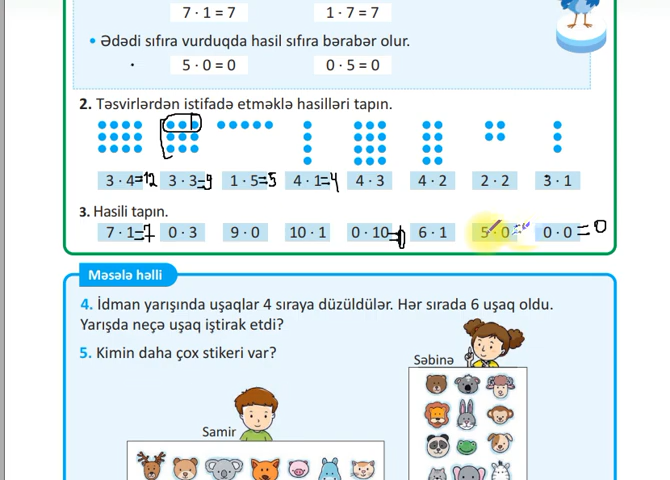 7 · 1 = 7 1 · 7 = 7
• Ədədi sıfıra vurduqda hasil sıfıra bərabər olur.
5 · 0 = 0 0 · 5 = 0
2. Təsvirlərdən istifadə etməklə hasilləri tapın.
3 · 4=12 3 · 3=9 1 · 5=5 4 · 1=4 4 · 3 4 · 2 2 · 2 3 · 1
3. Hasili tapın.
7 · 1=7 0 · 3 9 · 0 10 · 1 0 · 10=0 6 · 1 5 · 0= 0 · 0=0
Məsələ həlli
4. İdman yarışında uşaqlar 4 sıraya düzüldülər. Hər sırada 6 uşaq oldu.
Yarışda neçə uşaq iştirak etdi?
5. Kimin daha çox stikeri var?
Səbinə
Samir